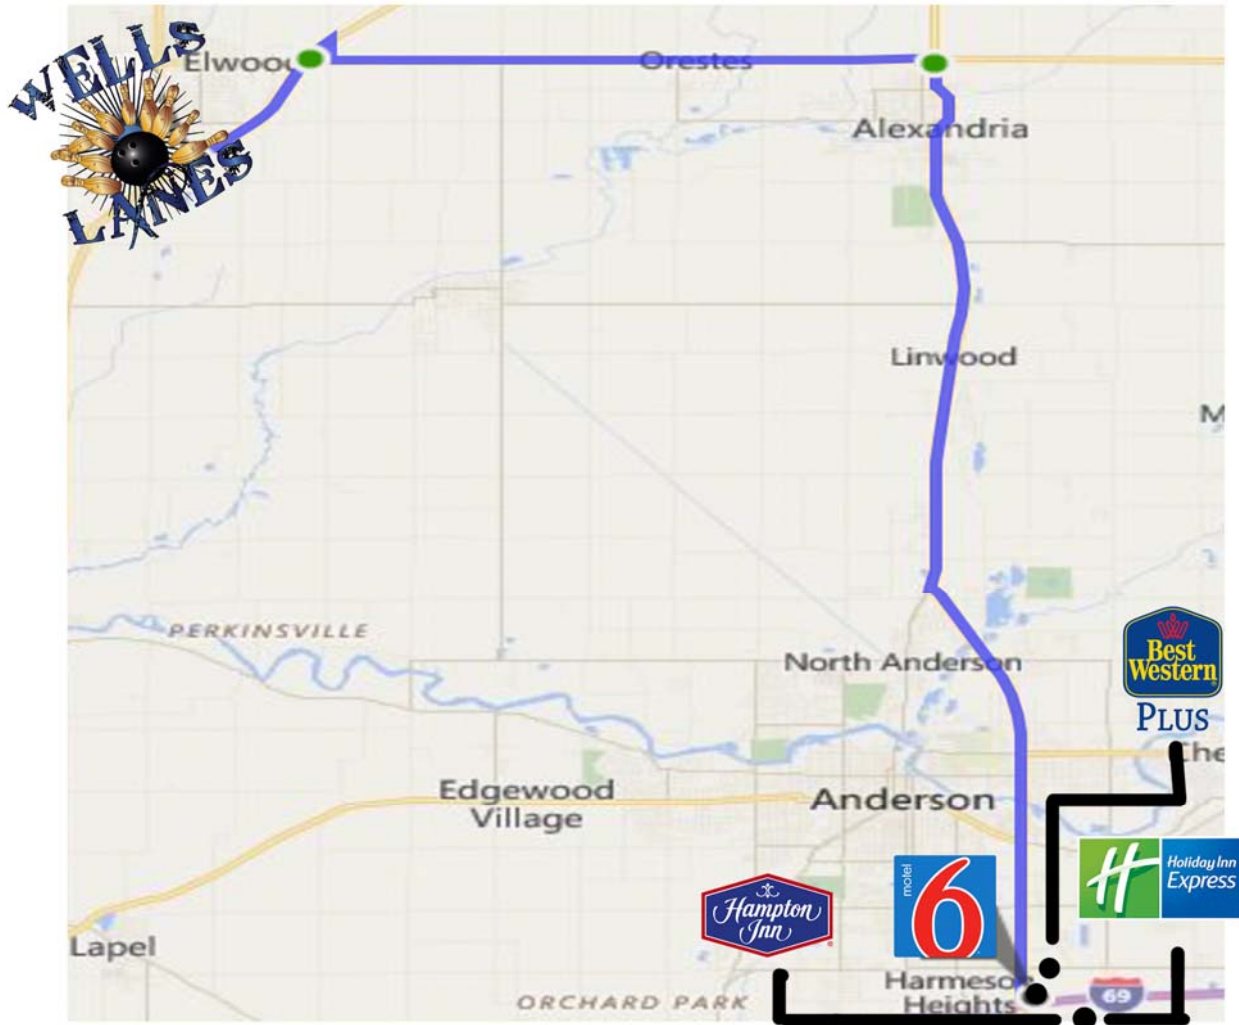 WELLS
LANES
Elwood
Orestes
Alexandria
Linwood
M
PERKINSVILLE
North Anderson
Best
Western
PLUS
Che
Edgewood
Village
Anderson
Holiday Inn
Express
motel
6
Hampton
Inn
Lapel
Harmeson
Heights
69
ORCHARD PARK